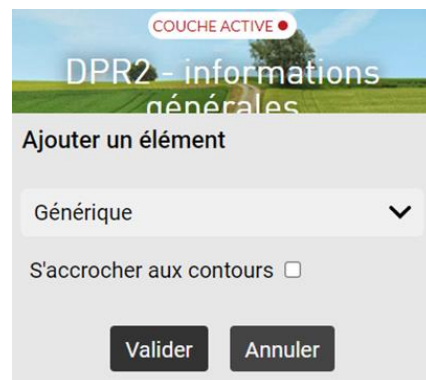 COUCHE ACTIVE
DPR2 - informations
générales
Ajouter un élément
Générique
S'accrocher aux contours
Valider
Annuler